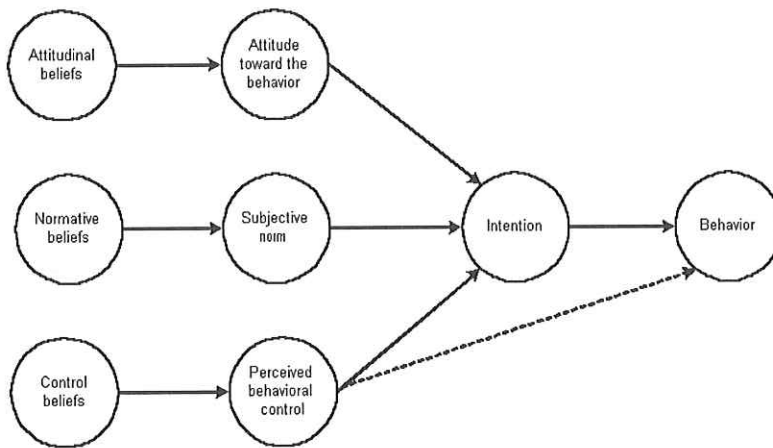 Attitudinal
beliefs
Attitude
toward the
behavior
Normative
beliefs
Subjective
norm
Intention
Behavior
Control
beliefs
Perceived
behavioral
control